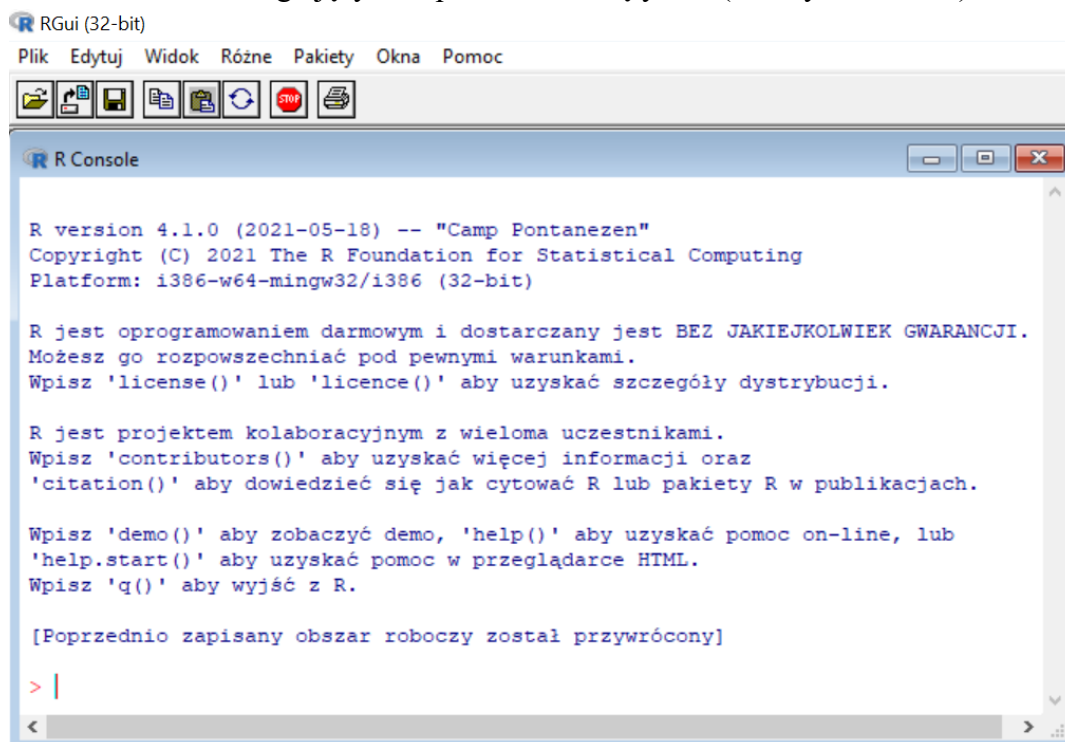 RGui (32-bit)
Plik Edytuj Widok Różne Pakiety Okna Pomoc
STOP
R Console
R version 4.1.0 (2021-05-18) -- "Camp Pontanezen"
Copyright (C) 2021 The R Foundation for Statistical Computing
Platform: i386-w64-mingw32/i386 (32-bit)
R jest oprogramowaniem darmowym i dostarczany jest BEZ JAKIEJKOLWIEK GWARANCJI.
Możesz go rozpowszechniać pod pewnymi warunkami.
Wpisz 'license()' lub 'licence()' aby uzyskać szczegóły dystrybucji.
R jest projektem kolaboracyjnym z wieloma uczestnikami.
Wpisz 'contributors()' aby uzyskać więcej informacji oraz
'citation()' aby dowiedzieć się jak cytować R lub pakiety R w publikacjach.
Wpisz 'demo()' aby zobaczyć demo, 'help()' aby uzyskać pomoc on-line, lub
'help.start()' aby uzyskać pomoc w przeglądarce HTML.
Wpisz 'q()' aby wyjść z R.
[Poprzednio zapisany obszar roboczy został przywrócony]
>